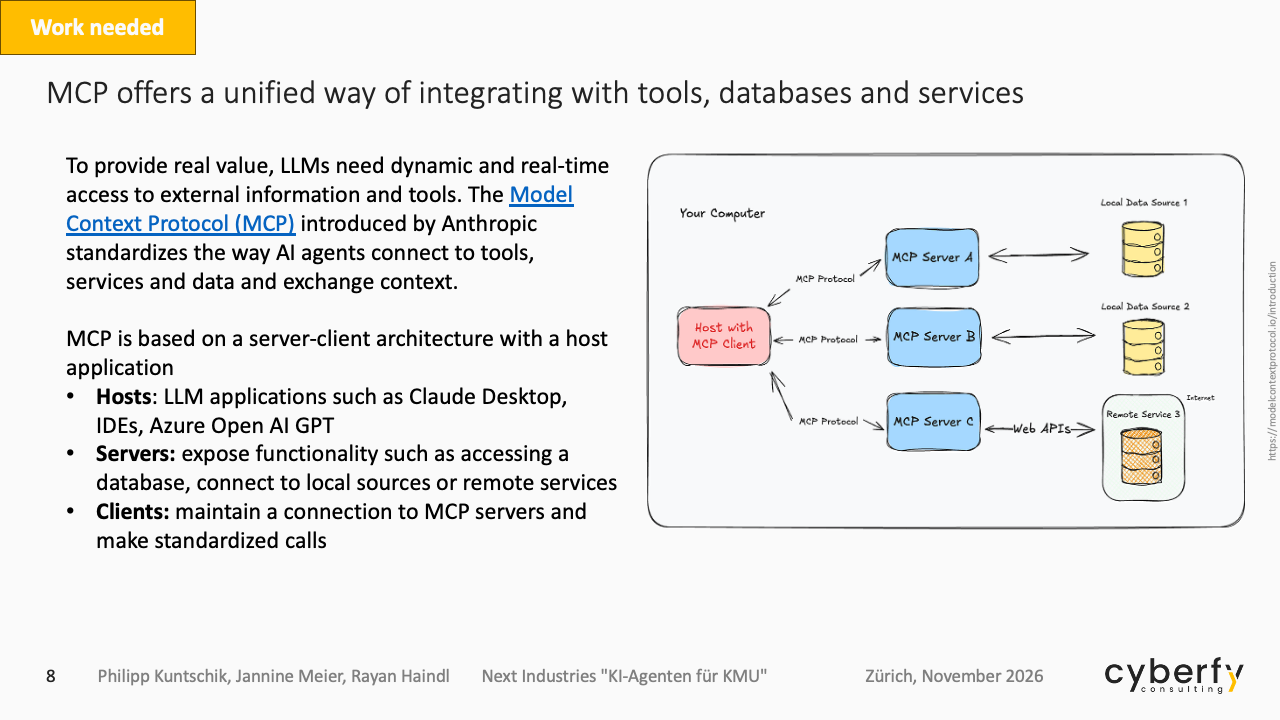 Work needed
MCP offers a unified way of integrating with tools, databases and services
To provide real value, LLMs need dynamic and real-time
access to external information and tools. The Model
Context Protocol (MCP) introduced by Anthropic
standardizes the way AI agents connect to tools,
services and data and exchange context.
MCP is based on a server-client architecture with a host
application
• Hosts: LLM applications such as Claude Desktop,
IDEs, Azure Open AI GPT
• Servers: expose functionality such as accessing a
database, connect to local sources or remote services
• Clients: maintain a connection to MCP servers and
make standardized calls
Your Computer
Local Data Source 1
MCP Server A
MCP Protocol
Local Data Source 2
Host with
MCP Client
MCP Protocol
MCP Server B
Internet
Remote Service 3
MCP Protocol
MCP Server C
Web APIs
https://modelcontextprotocol.io/introduction
8
Philipp Kuntschik, Jannine Meier, Rayan Haindl
Next Industries "KI-Agenten für KMU"
Zürich, November 2026
cyberfy
consulting